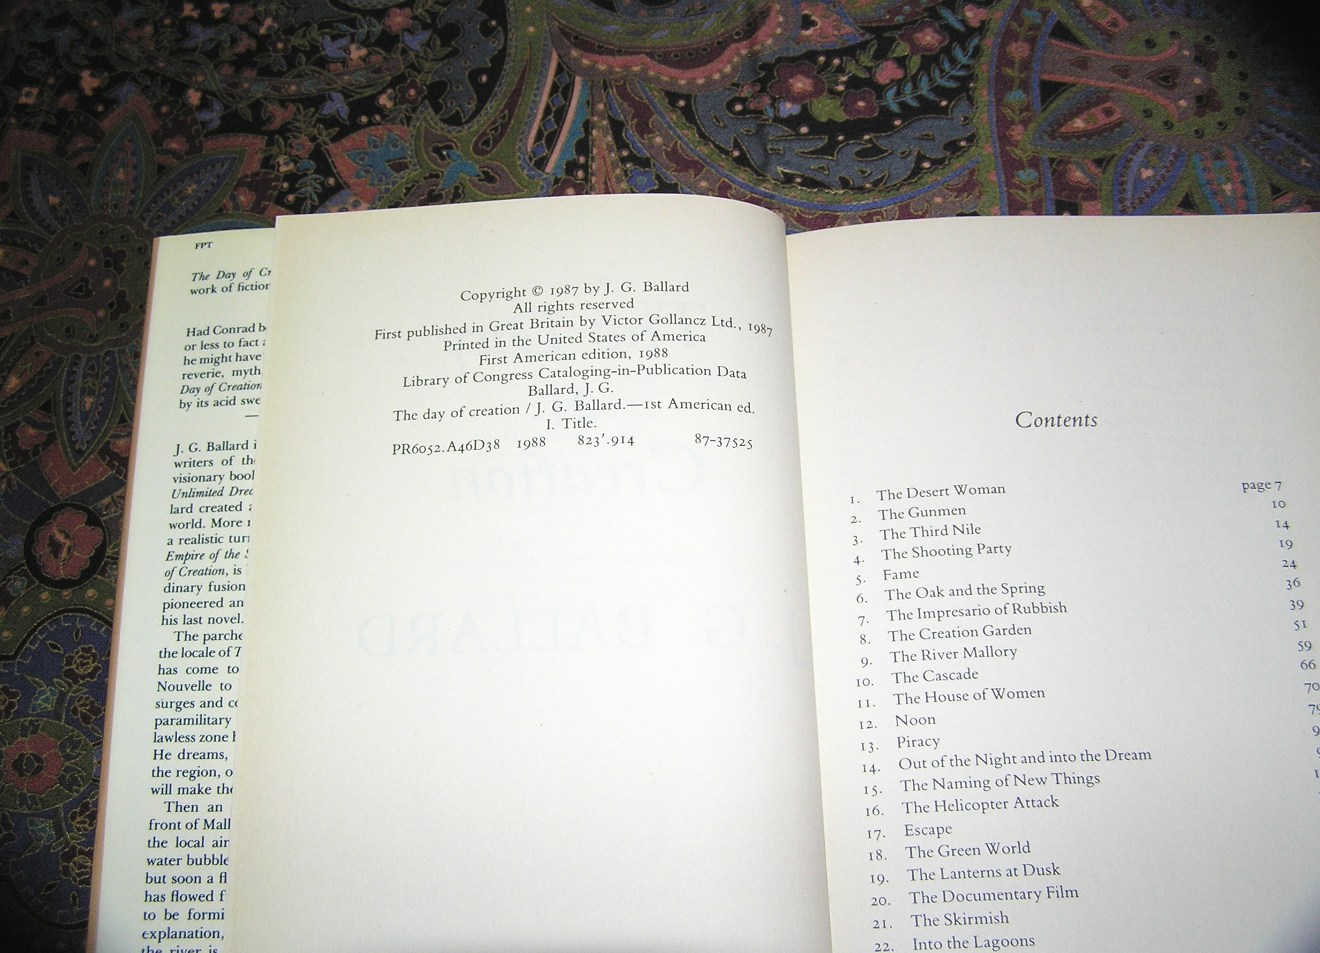 FPT
The Day of
work of fiction
Had Conrad
or less to fact
he might have
reverie, myth
Day of Creation
by its acid
J. G. Ballard
writers of
visionary
Unlimited
lard created
world. More
a realistic
Empire of the
of Creation, is
dinary fusion
pioneered an
his last novel.
The
the locale of
has come to
Nouvelle to
surges and
paramilitary
lawless zone
He dreams,
the region,
will make
Then an
front of
the local air
water bubble
but soon a
has flowed
to be
explanation,
the river is
Copyright © 1987 by J. G. Ballard
All rights reserved
First published in Great Britain by Victor Gollancz Ltd., 1987
Printed in the United States of America
First American edition, 1988
Library of Congress Cataloging-in-Publication Data
Ballard, J. G.
The day of creation / J. G. Ballard.—1st American ed.
I. Title.
PR6052.A46D38 1988 823'.914 87-37525
Contents
1. The Desert Woman page 7
2. The Gunmen 10
3. The Third Nile 14
4. The Shooting Party 19
5. Fame 24
6. The Oak and the Spring 36
7. The Impresario of Rubbish 39
8. The Creation Garden 51
9. The River Mallory 59
10. The Cascade 66
11. The House of Women 70
12. Noon 79
13. Piracy
14. Out of the Night and into the Dream
15. The Naming of New Things
16. The Helicopter Attack
17. Escape
18. The Green World
19. The Lanterns at Dusk
20. The Documentary Film
21. The Skirmish
22. Into the Lagoons